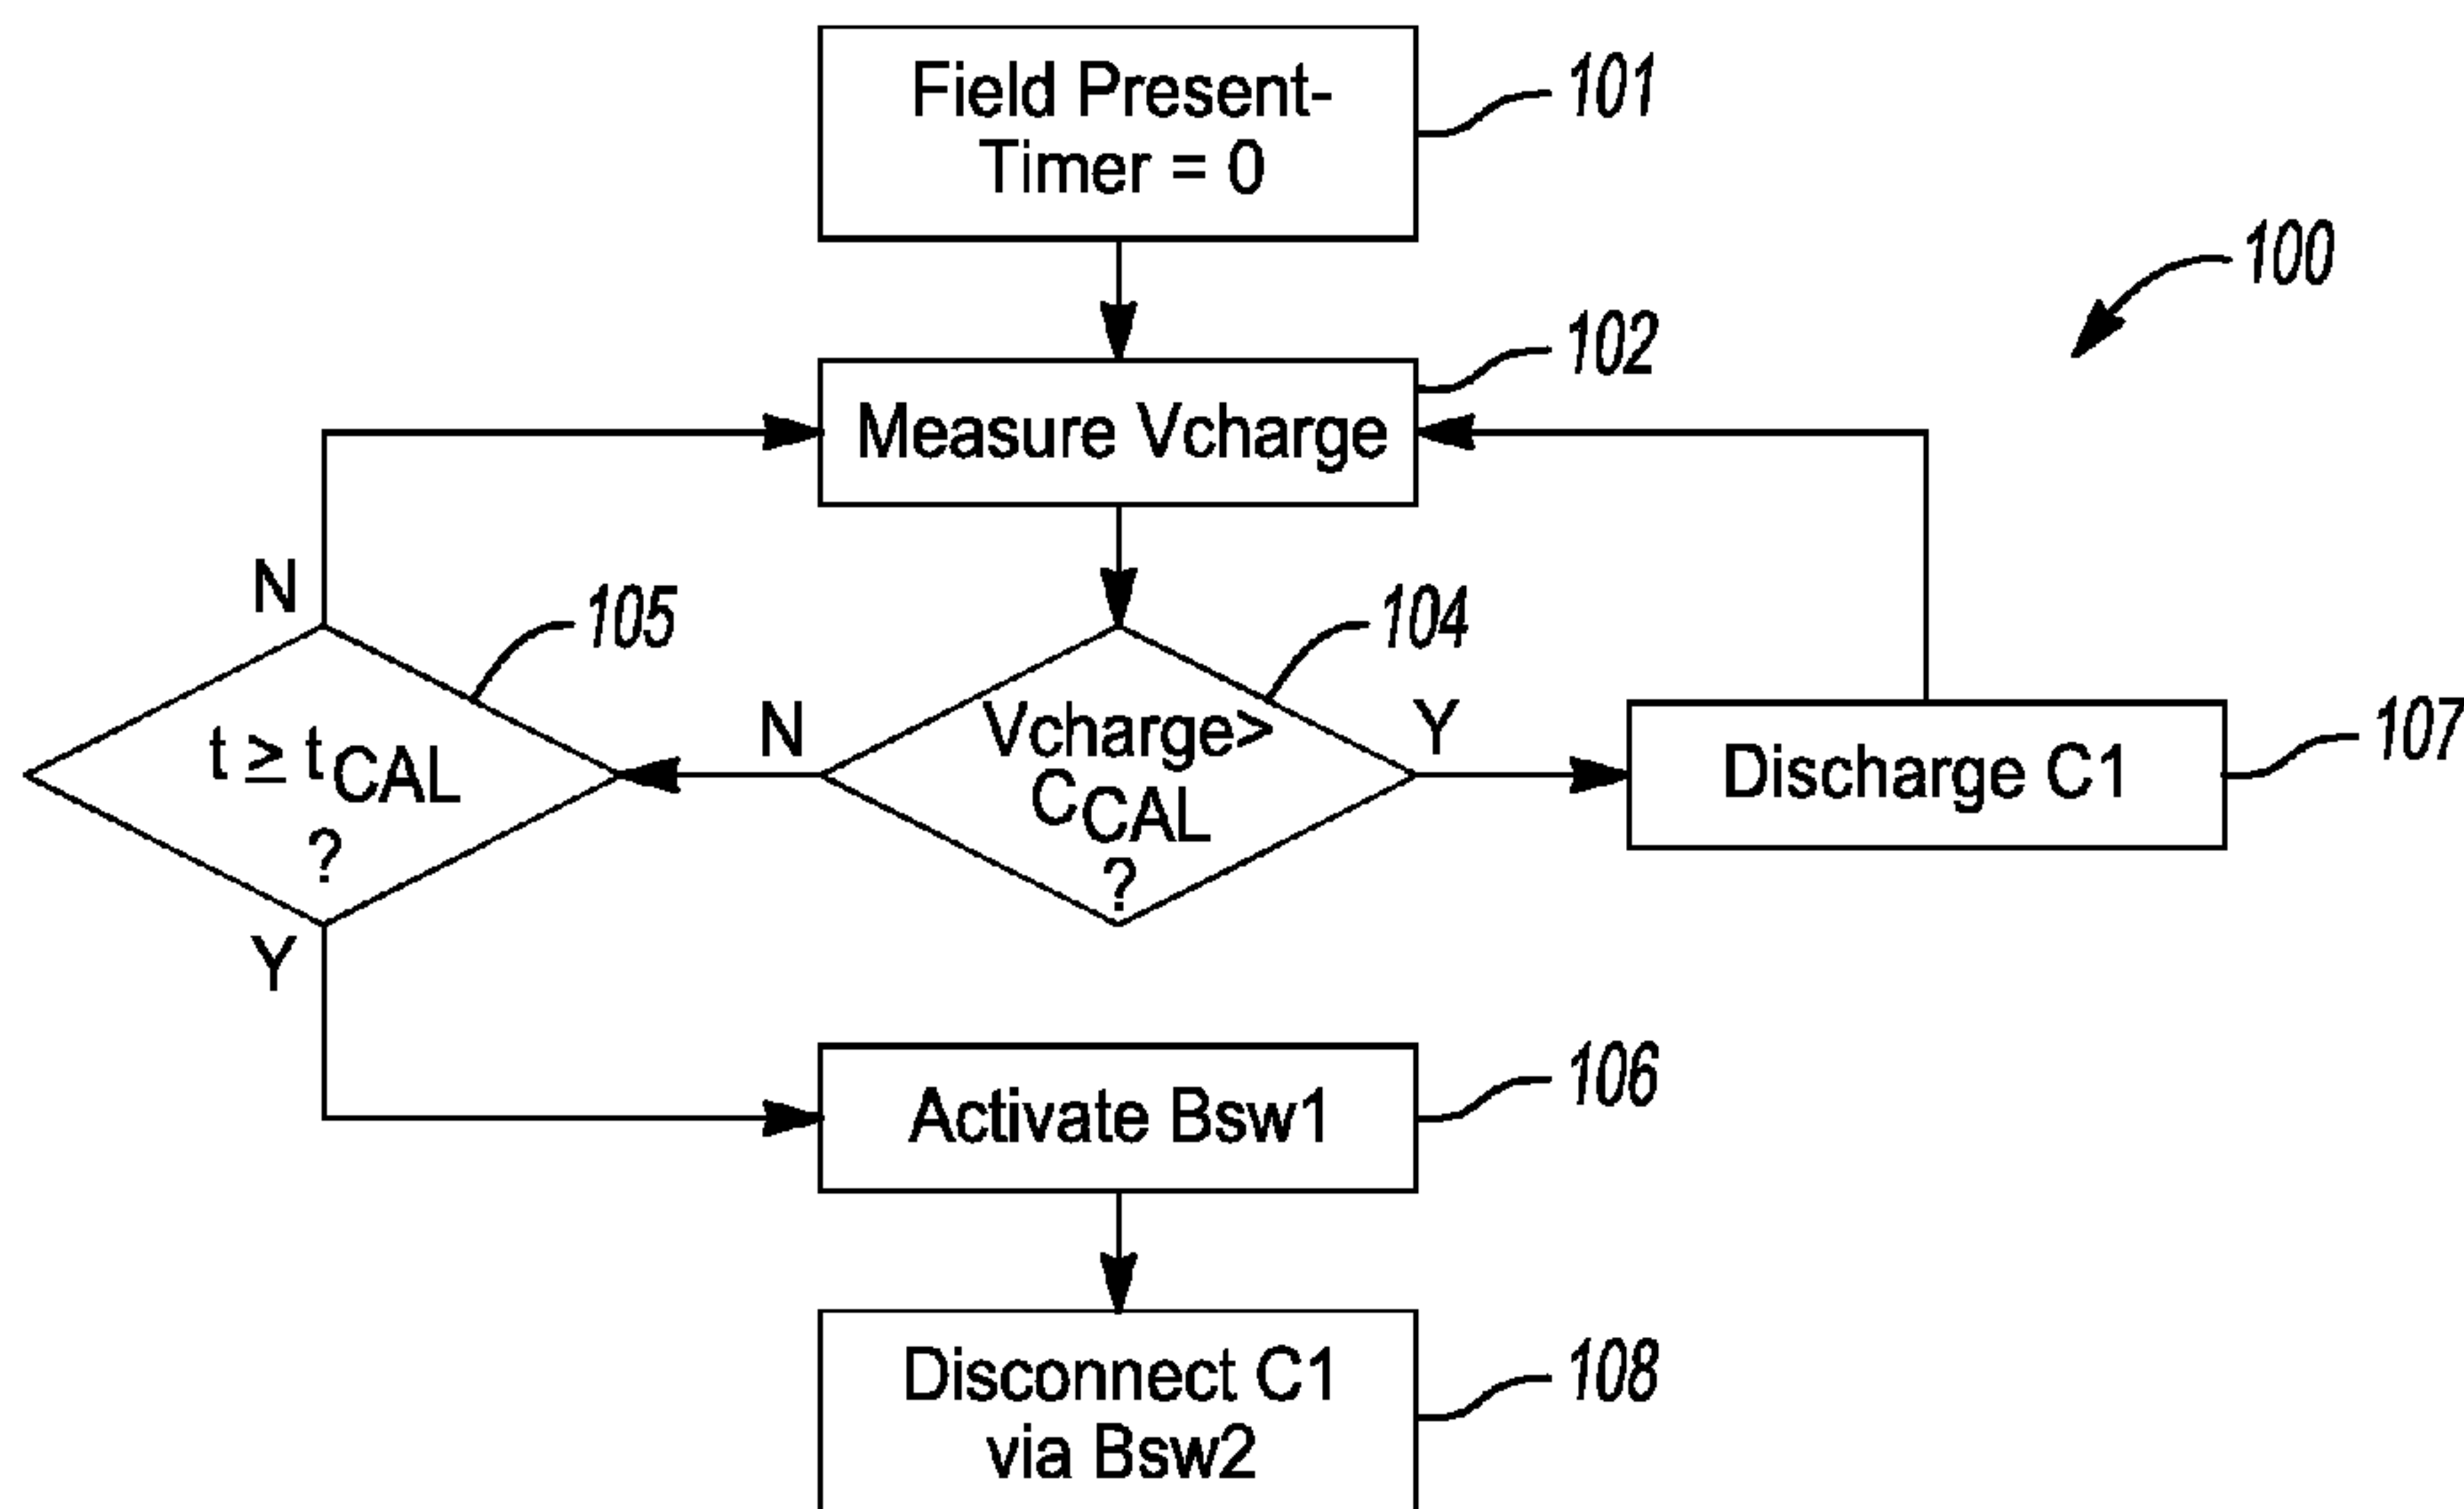 Field Present-
Timer = 0
101
100
102
Measure Vcharge
N
105
104
t ≥ tCAL
?
N
Vcharge>
CCAL
?
Y
Discharge C1
107
Y
Activate Bsw1
106
Disconnect C1
via Bsw2
108